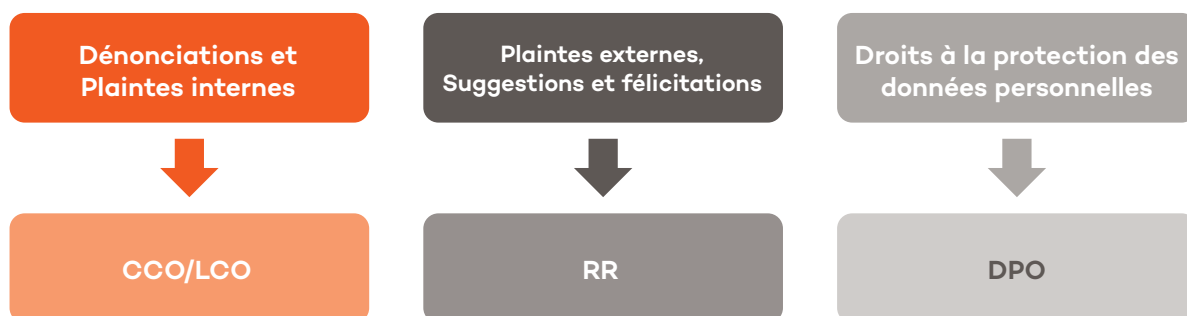 Dénonciations et
Plaintes internes
Plaintes externes,
Suggestions et félicitations
Droits à la protection des
données personnelles
CCO/LCO
RR
DPO